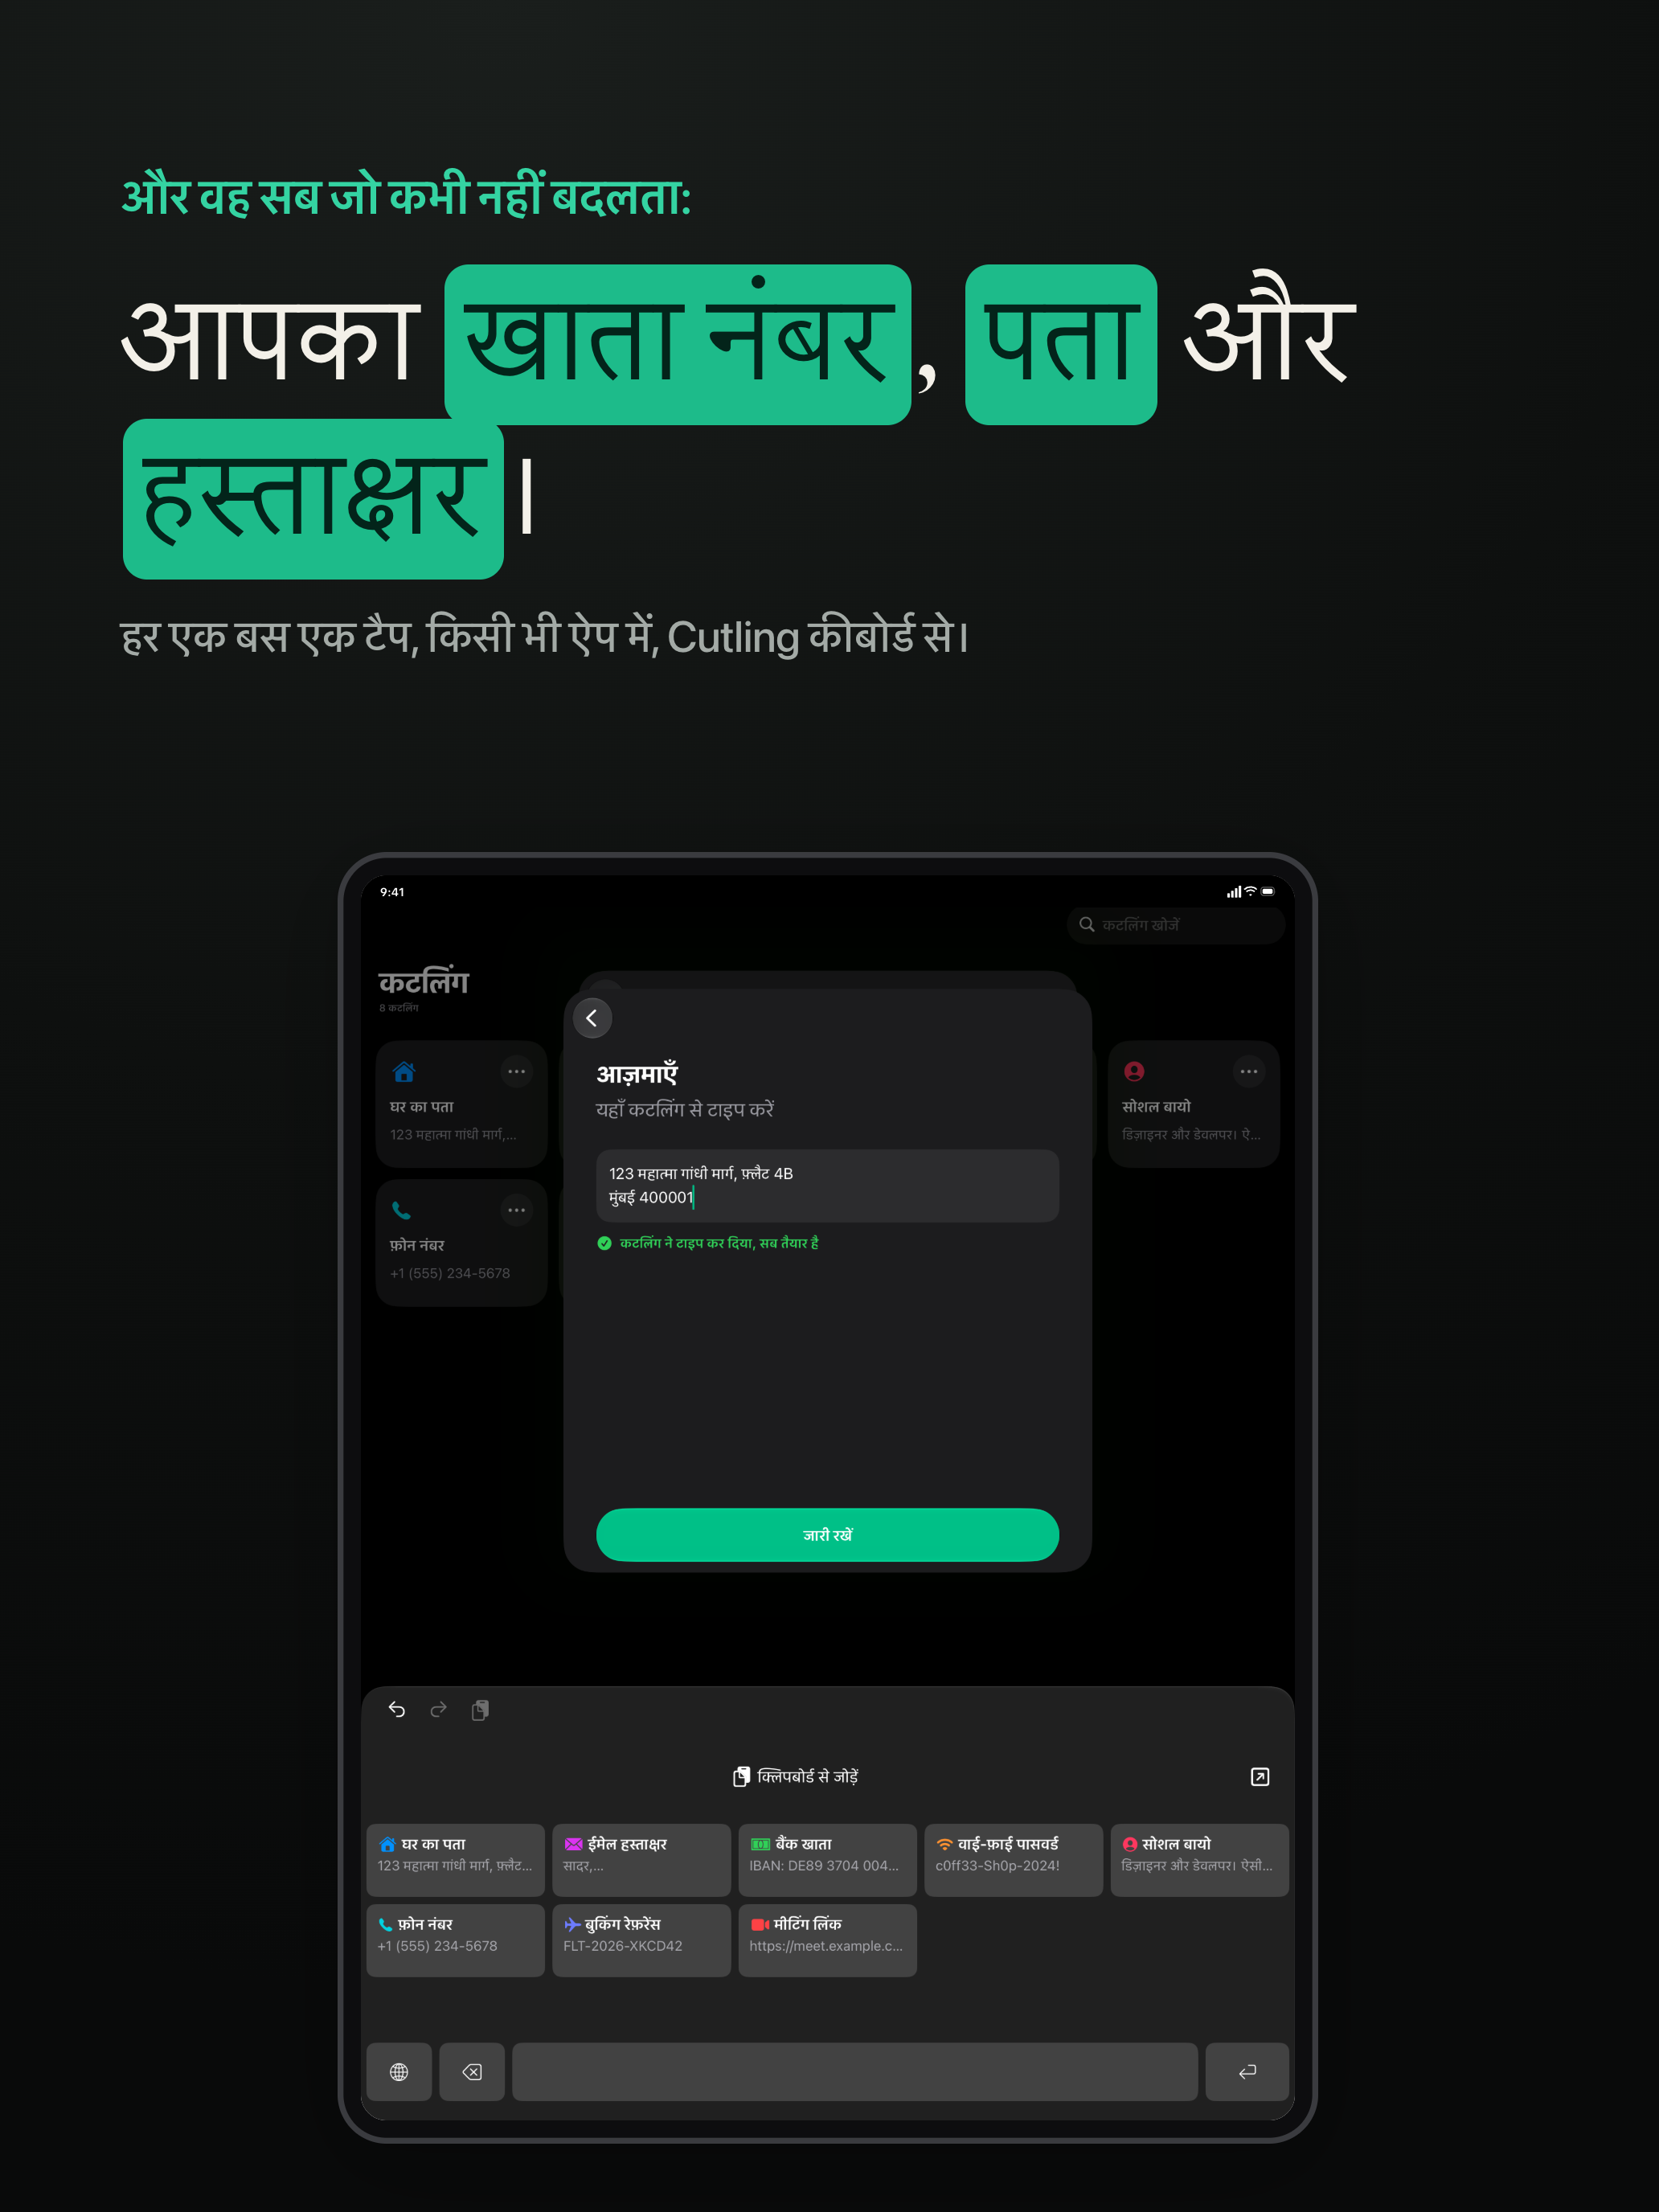 और वह सब जो कभी नहीं बदलता:
आपका खाता नंबर, पता और
हस्ताक्षर।
हर एक बस एक टैप, किसी भी ऐप में, Cutling कीबोर्ड से।
9:41
कटलिंग खोजें
कटलिंग
8 कटलिंग
घर का पता
123 महात्मा गांधी मार्ग,...
सोशल बायो
डिज़ाइनर और डेवलपर। ऐ...
फ़ोन नंबर
+1 (555) 234-5678
आज़माएँ
यहाँ कटलिंग से टाइप करें
123 महात्मा गांधी मार्ग, फ़्लैट 4B
मुंबई 400001
कटलिंग ने टाइप कर दिया, सब तैयार है
जारी रखें
क्लिपबोर्ड से जोड़ें
घर का पता
123 महात्मा गांधी मार्ग, फ़्लैट...
ईमेल हस्ताक्षर
सादर,...
बैंक खाता
IBAN: DE89 3704 004...
वाई-फ़ाई पासवर्ड
c0ff33-Sh0p-2024!
सोशल बायो
डिज़ाइनर और डेवलपर। ऐसी...
फ़ोन नंबर
+1 (555) 234-5678
बुकिंग रेफ़रेंस
FLT-2026-XKCD42
मीटिंग लिंक
https://meet.example.c...